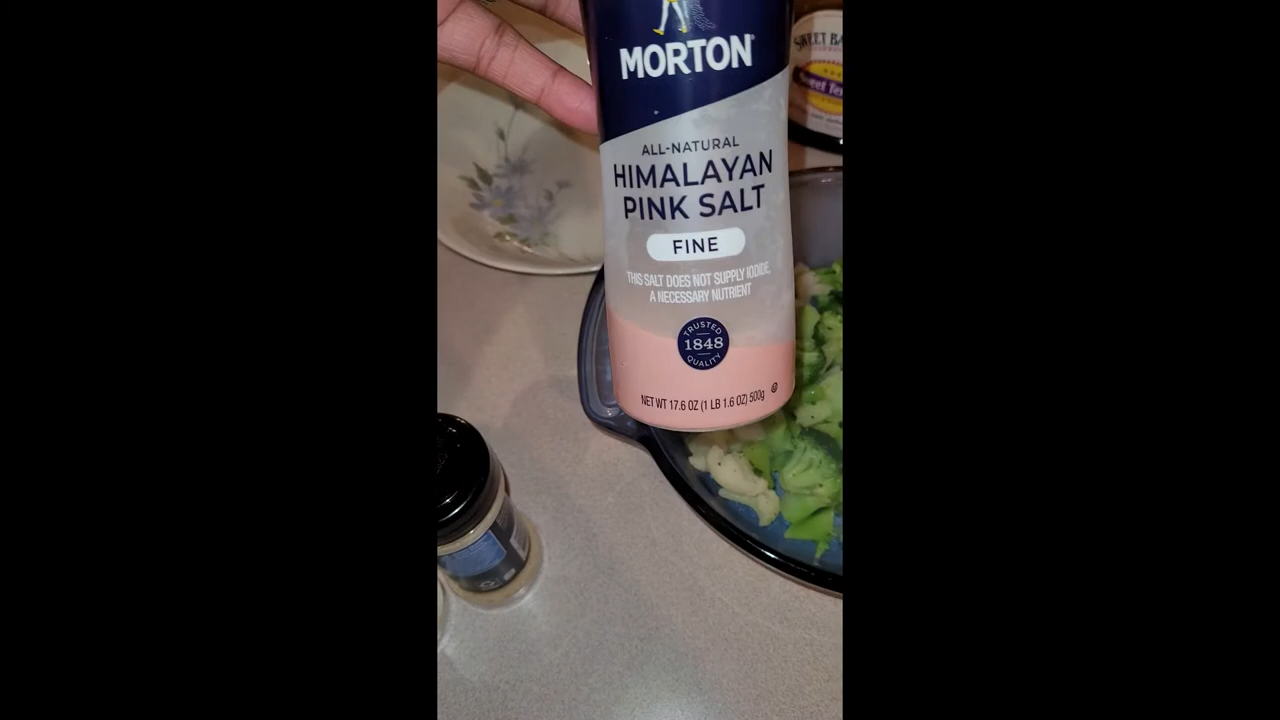 MORTON
ALL-NATURAL
HIMALAYAN
PINK SALT
FINE
THIS SALT DOES NOT SUPPLY IODIDE,
A NECESSARY NUTRIENT
TRUSTED
1848
QUALITY
NET WT 17.6 OZ (1 LB 1.6 OZ) 500g